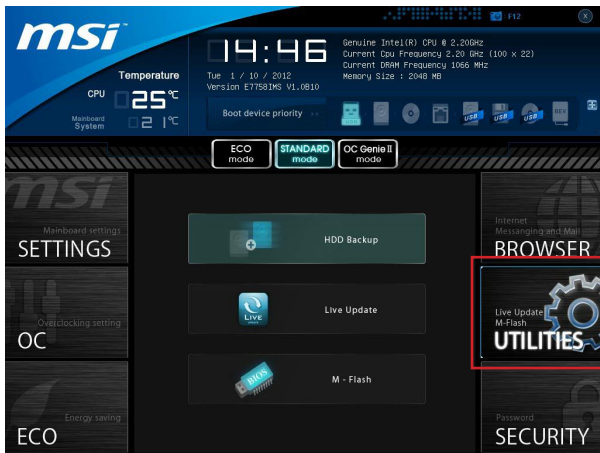 msi
F12
X
14:46
Temperature
Tue 1 / 10 / 2012
Version E7758IMS V1.0B10
CPU 25°C
Mainboard
System 21°C
Genuine Intel(R) CPU @ 2.20GHz
Current Cpu Frequency 2.20 GHz (100 x 22)
Current DRAM Frequency 1066 MHz
Memory Size : 2048 MB
Boot device priority
USB
USB
USB
ECO
mode
STANDARD
mode
OC Genie II
mode
msi
Mainboard settings
SETTINGS
Overclocking setting
OC
Energy saving
ECO
HDD Backup
LIVE
Live Update
BIOS
M - Flash
Internet
Messanging and Mail
BROWSER
Live Update
M-Flash
UTILITIES
Password
SECURITY